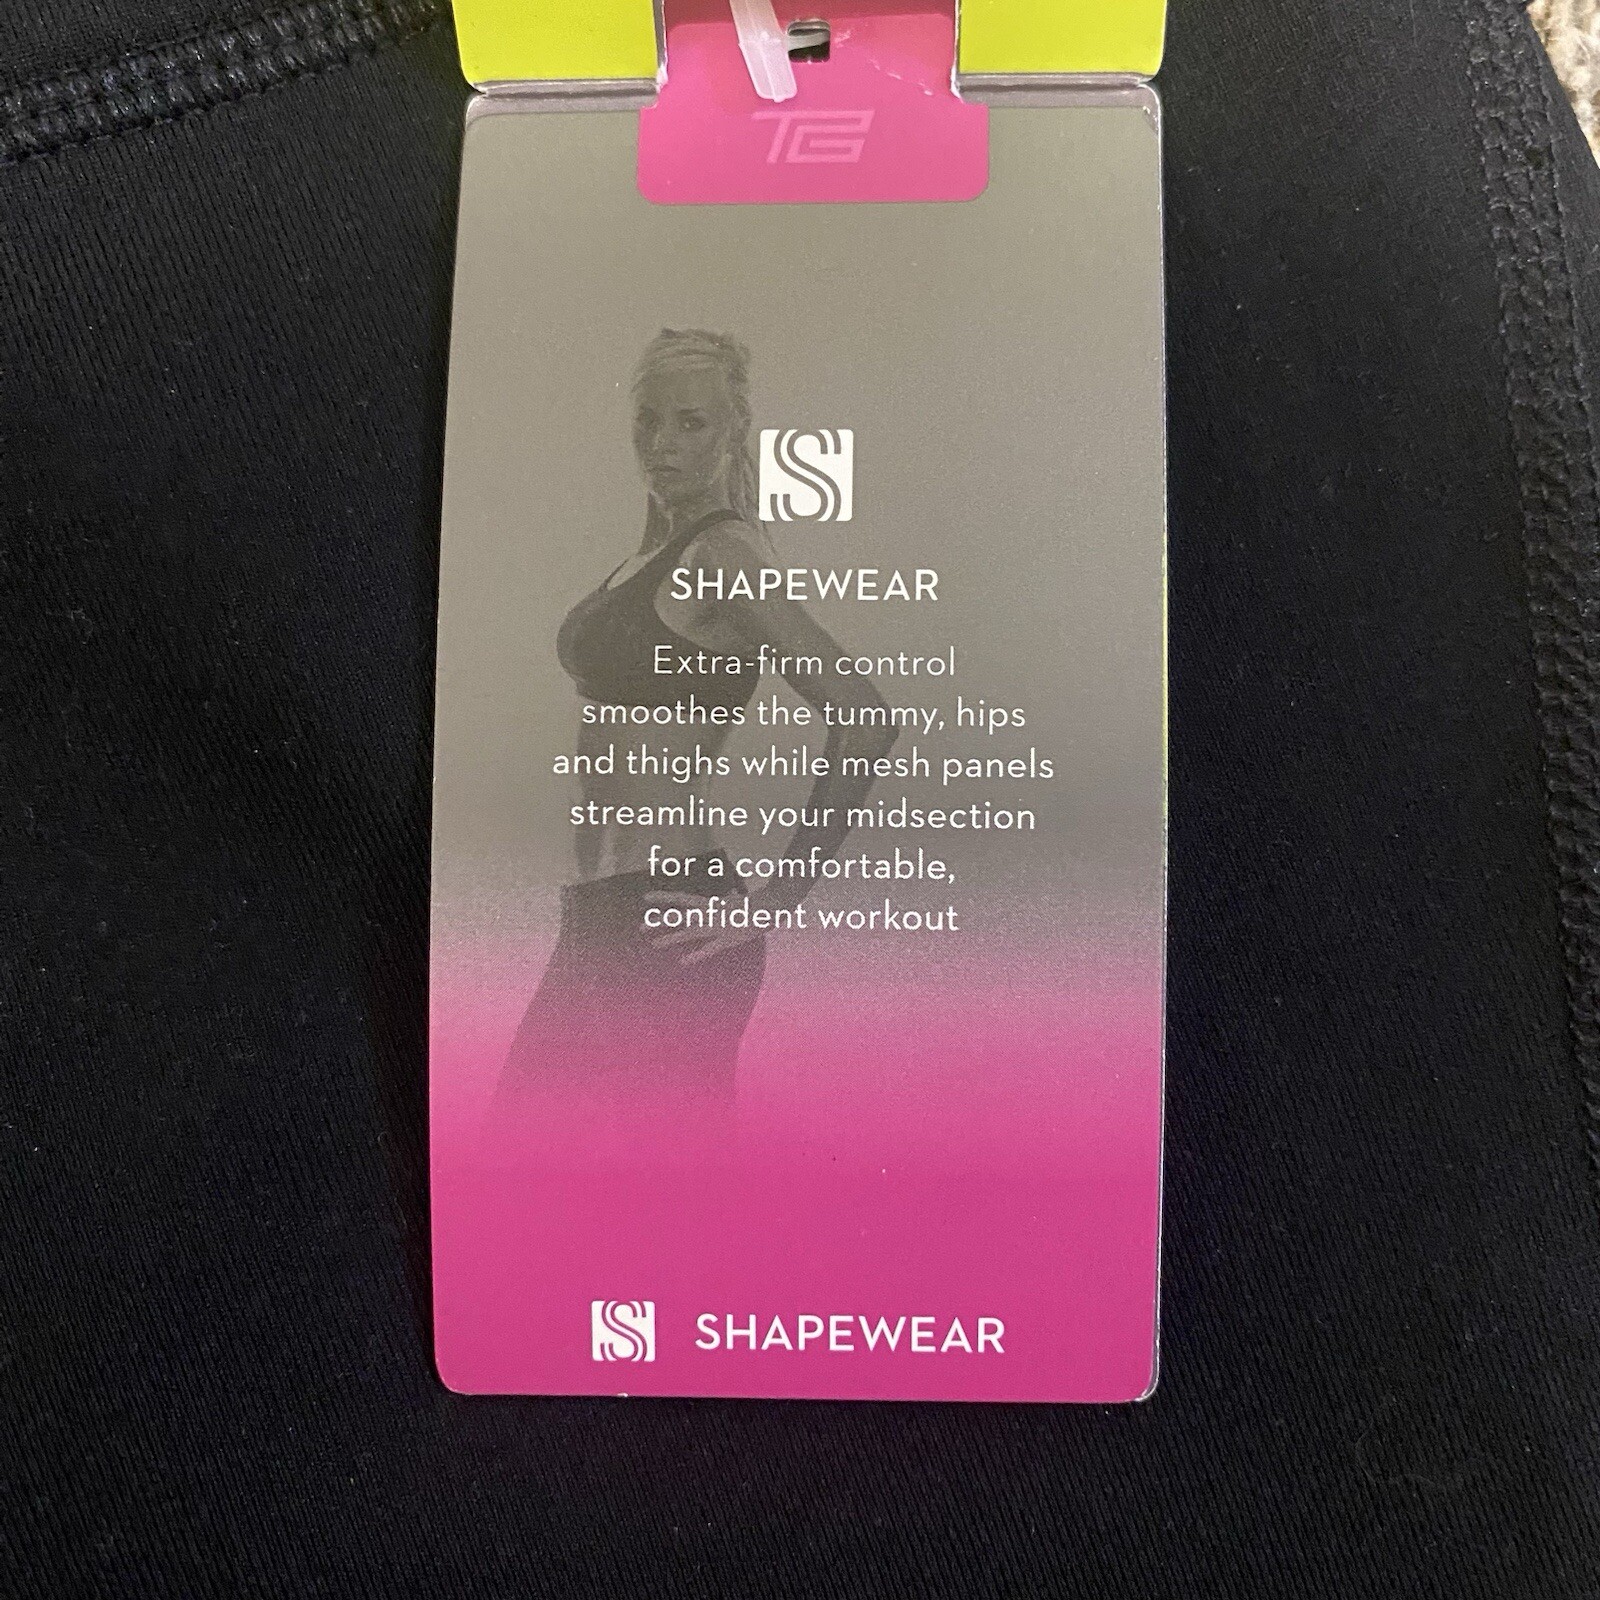 TG
S
SHAPEWEAR
Extra-firm control
smoothes the tummy, hips
and thighs while mesh panels
streamline your midsection
for a comfortable,
confident workout
S SHAPEWEAR